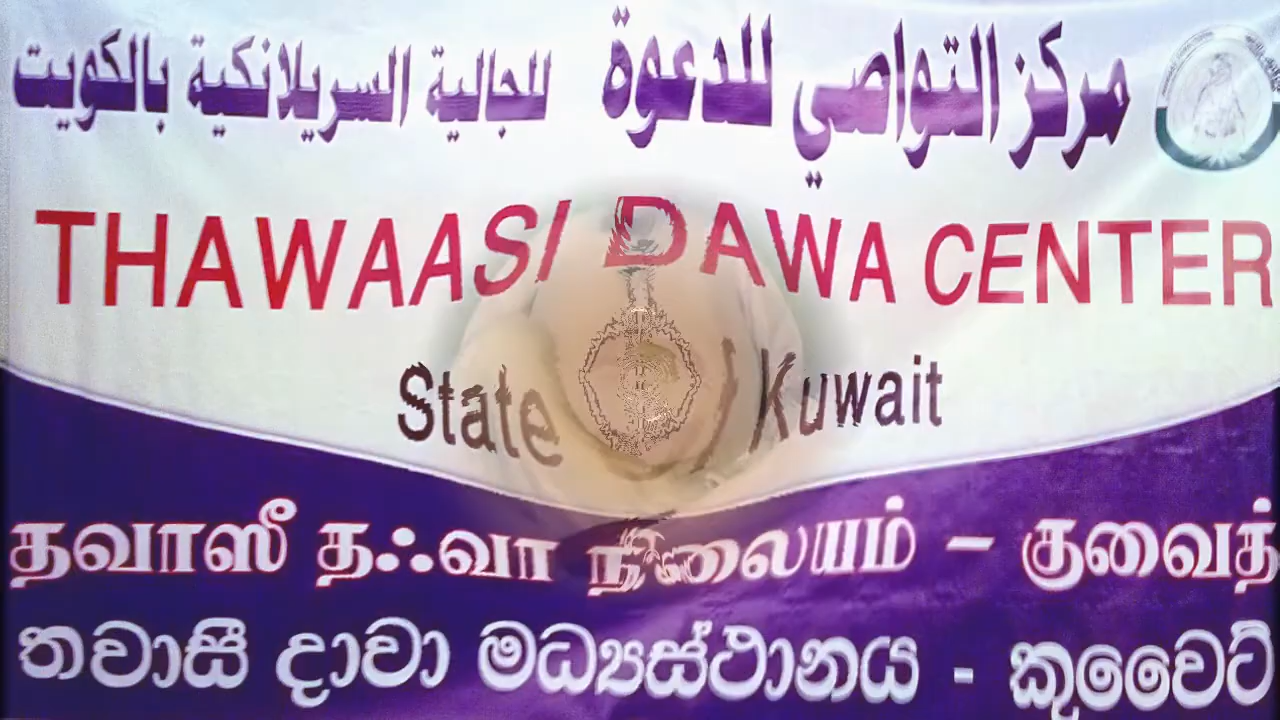 مركز التواصي للدعوة للجالية السريلانكية بالكويت
THAWAASI DAWA CENTER
State Kuwait
தவாஸீ தஃவா நிலையம் – குவைத்
තවාසී දාවා මධ්‍යස්ථානය - කුවෛට්